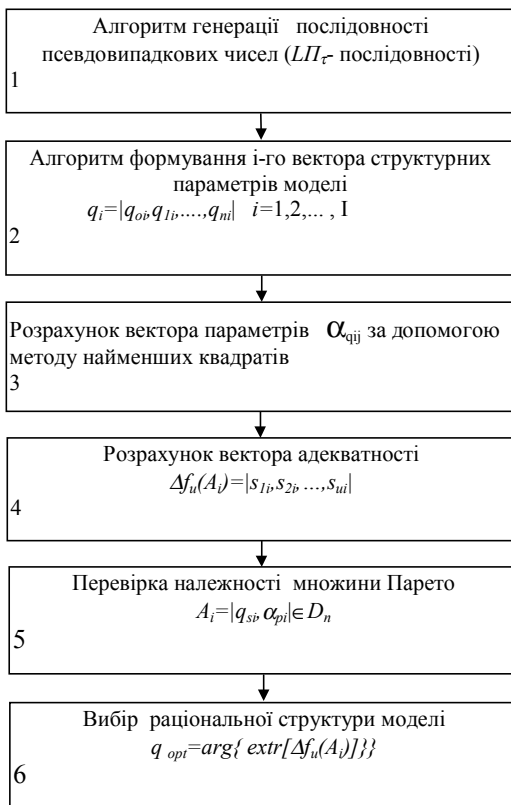 Алгоритм генерації послідовності
псевдовипадкових чисел (LПτ- послідовності)
1
Алгоритм формування і-го вектора структурних
параметрів моделі
qi=|qoi,q1i,....,qni| i=1,2,... , I
2
Розрахунок вектора параметрів αqij за допомогою
методу найменших квадратів
3
Розрахунок вектора адекватності
Δfu(Ai)=|s1i,s2i,...,sui|
4
Перевірка належності множини Парето
Ai=|qsi,αpi|∈Dn
5
Вибір раціональної структури моделі
q opt=arg{ extr[Δfu(Ai)]}}
6